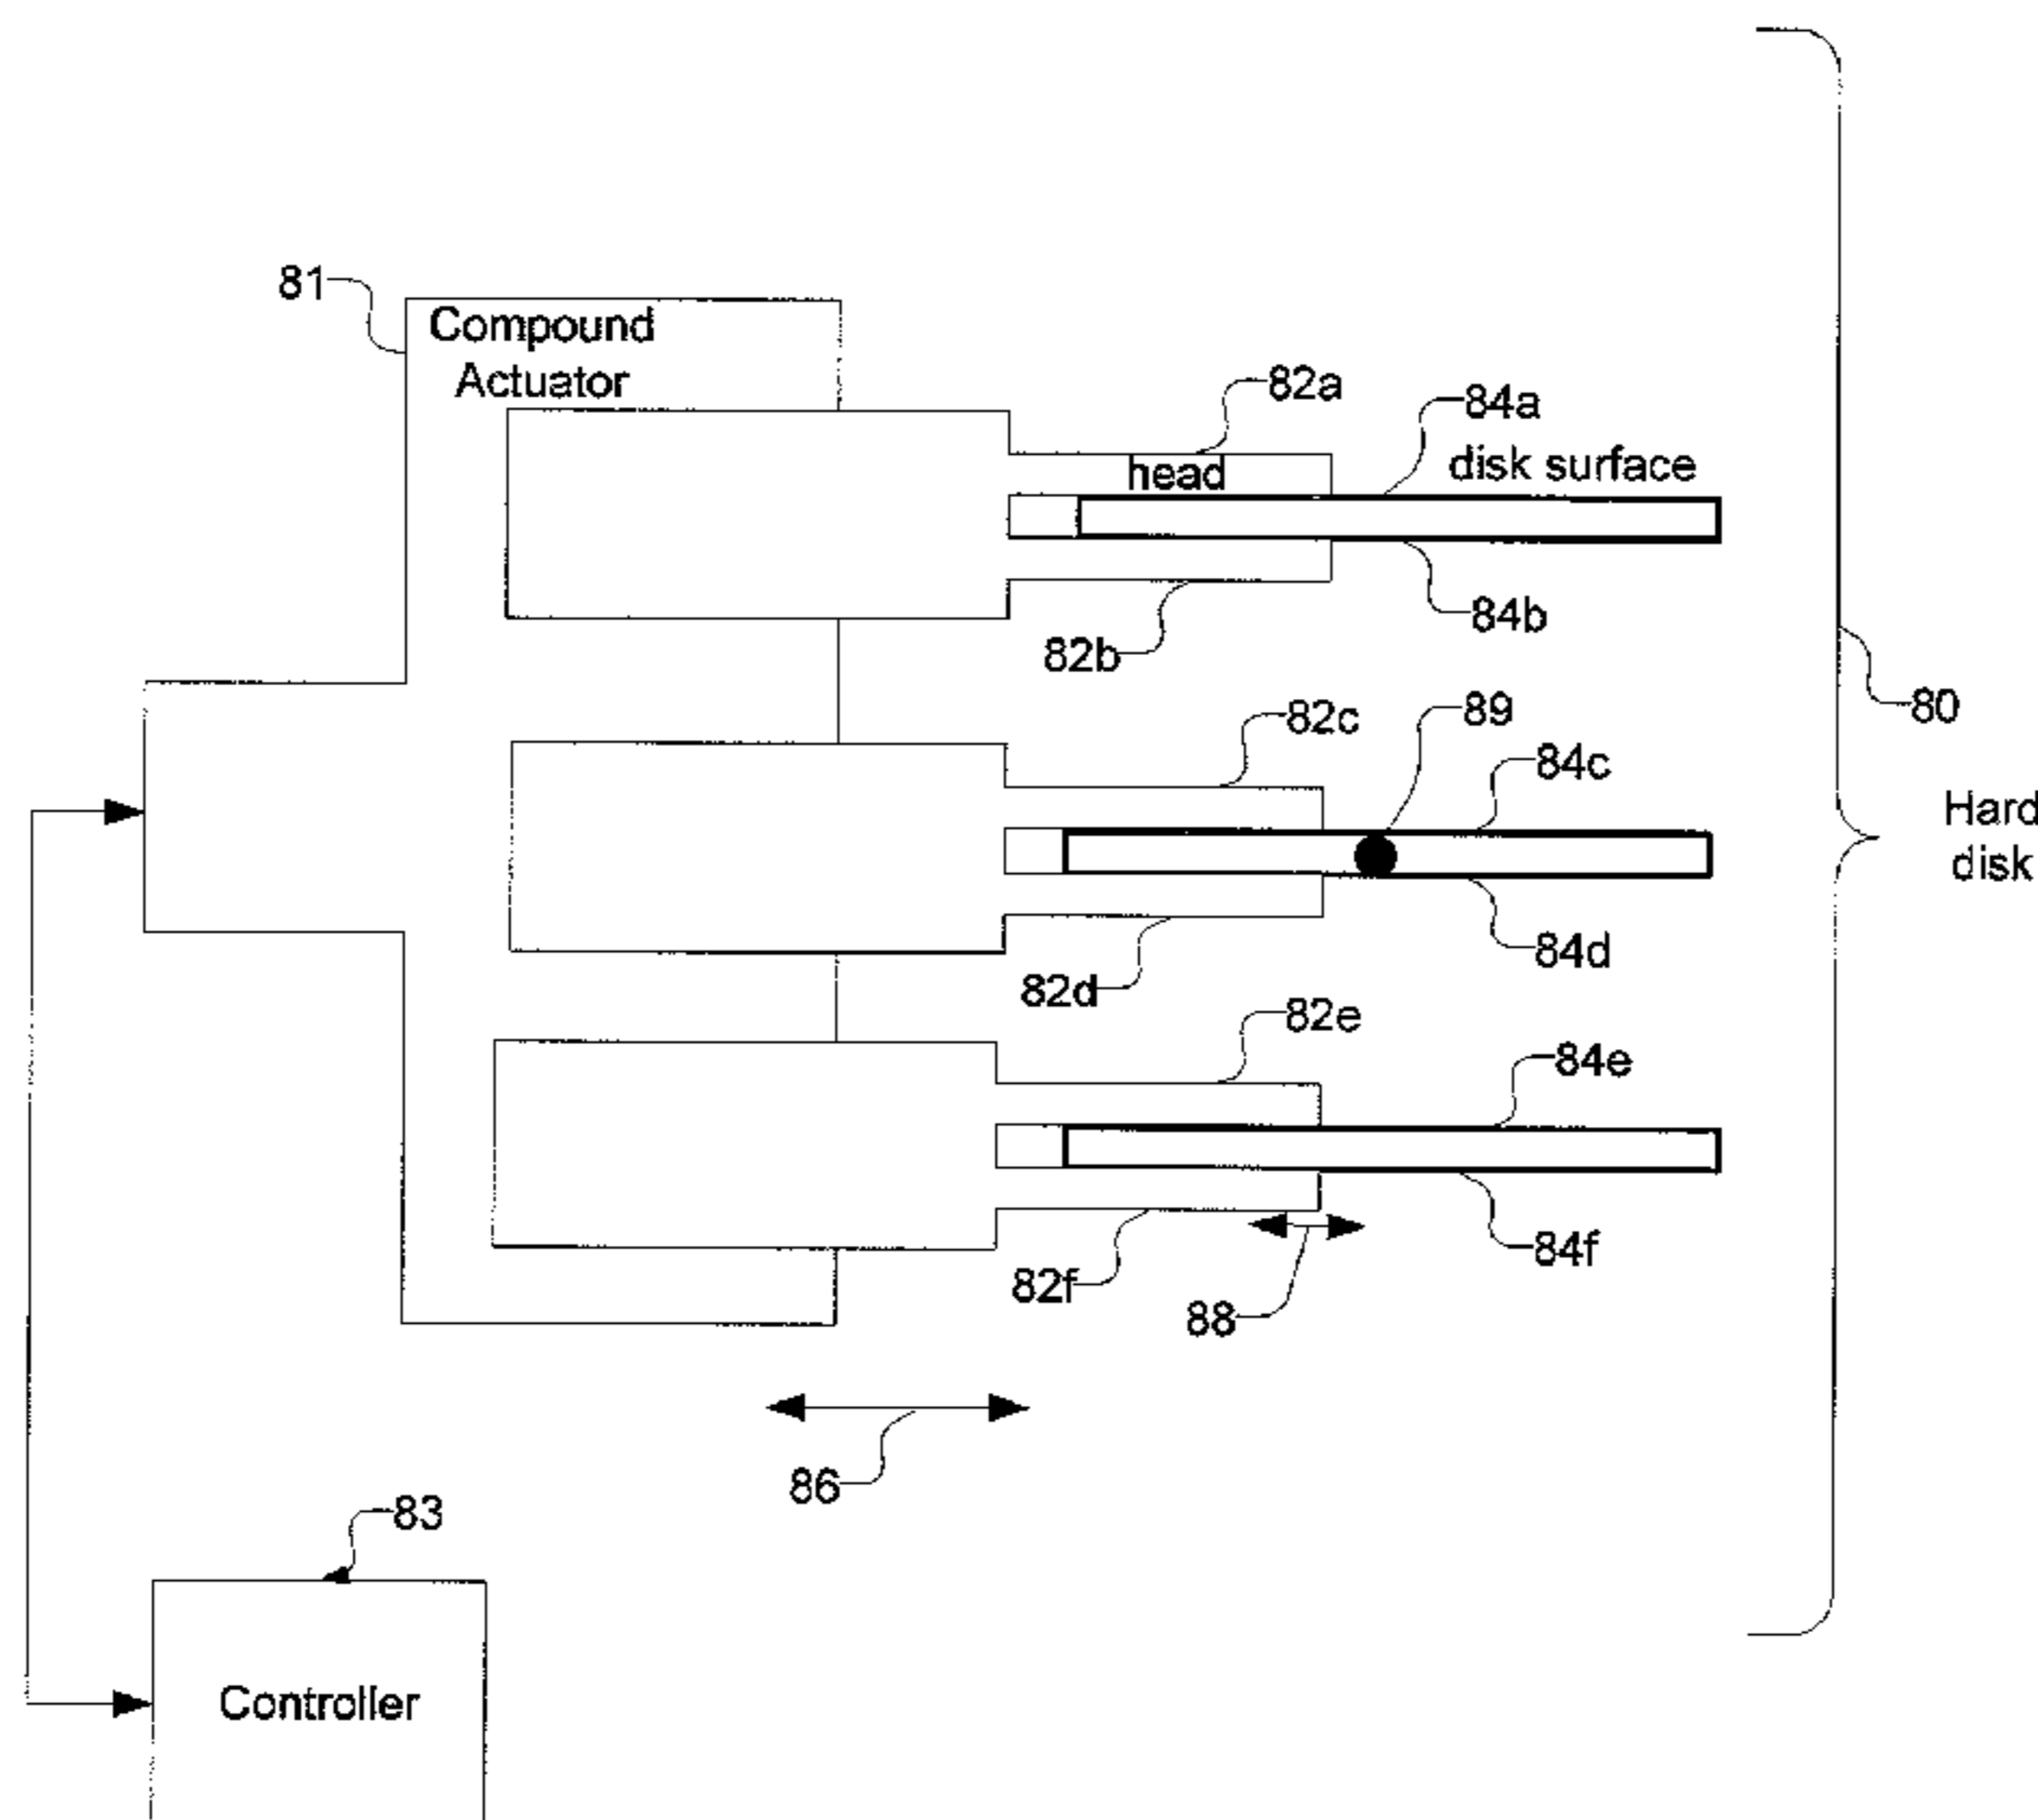 81
Compound
Actuator
82a
84a
head
disk surface
82b
84b
82c
89
80
84c
Hard
disk
82d
84d
82e
84e
82f
84f
88
86
83
Controller